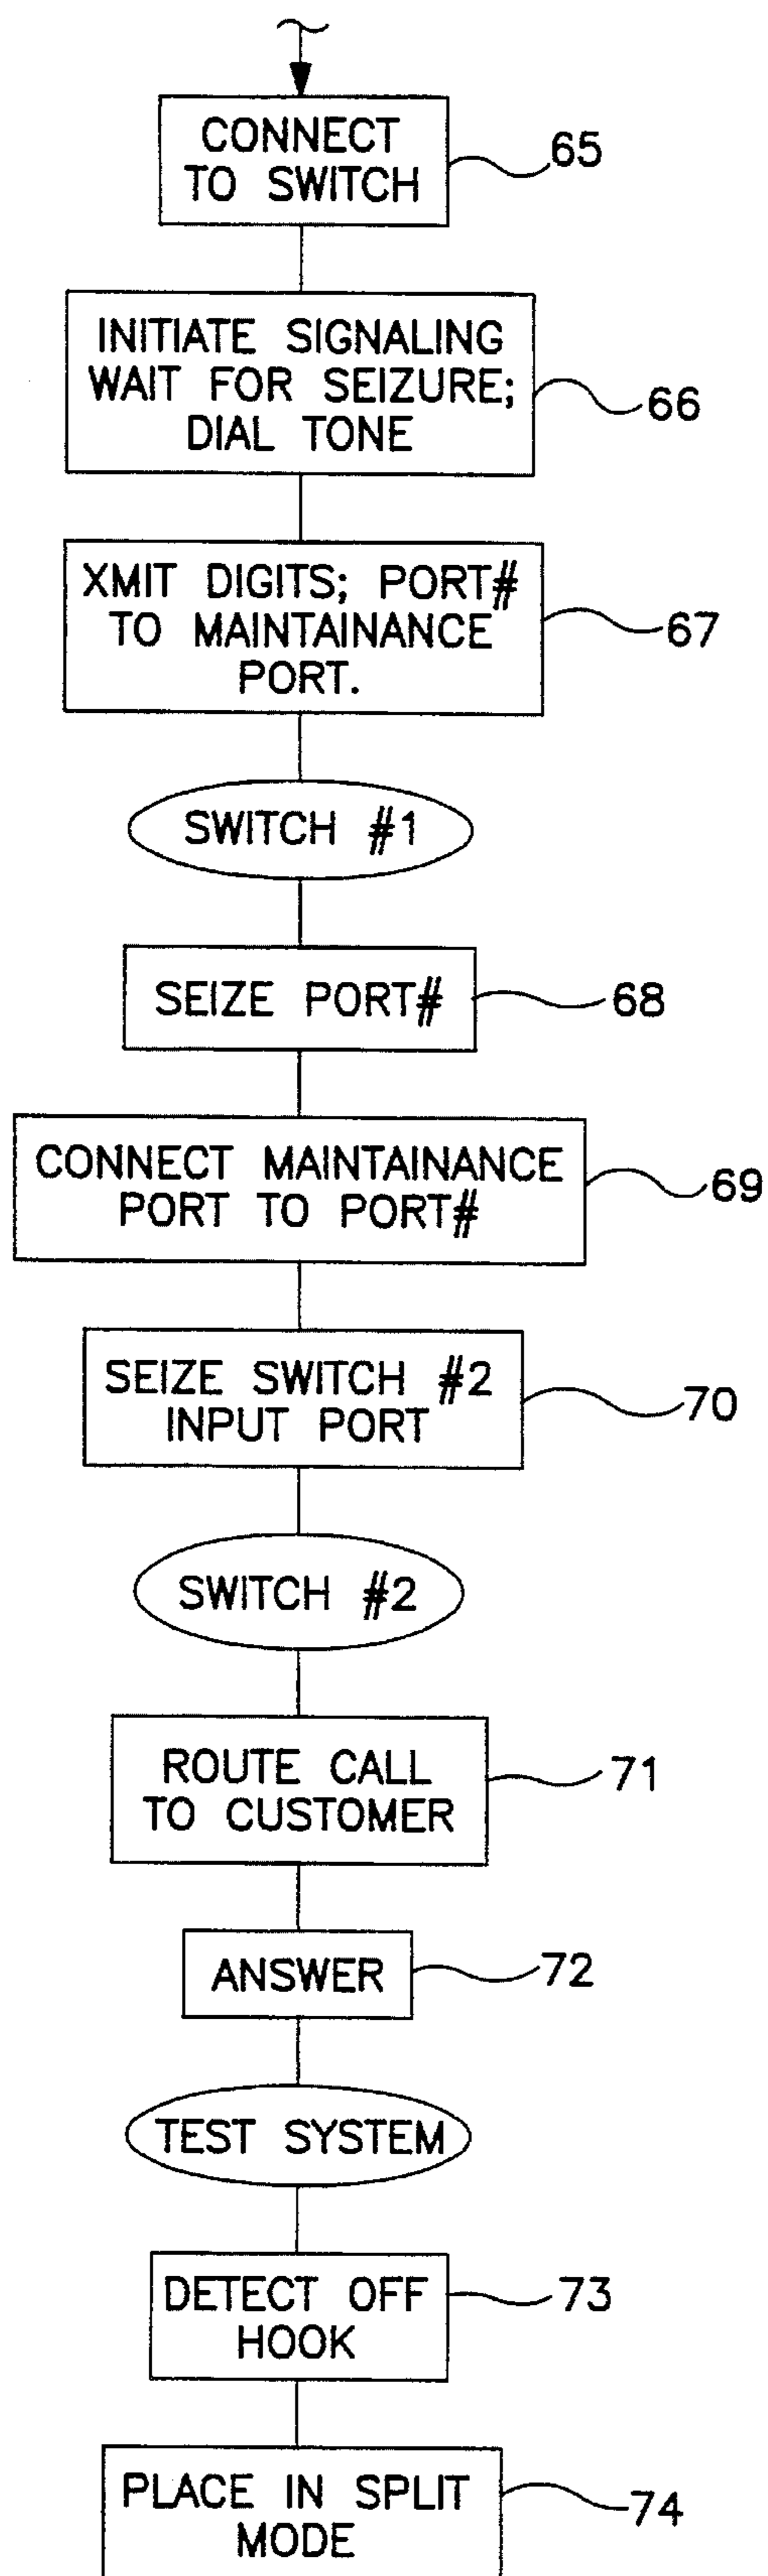 CONNECT
TO SWITCH
65
INITIATE SIGNALING
WAIT FOR SEIZURE;
DIAL TONE
66
XMIT DIGITS; PORT#
TO MAINTAINANCE
PORT.
67
SWITCH #1
SEIZE PORT#
68
CONNECT MAINTAINANCE
PORT TO PORT#
69
SEIZE SWITCH #2
INPUT PORT
70
SWITCH #2
ROUTE CALL
TO CUSTOMER
71
ANSWER
72
TEST SYSTEM
DETECT OFF
HOOK
73
PLACE IN SPLIT
MODE
74